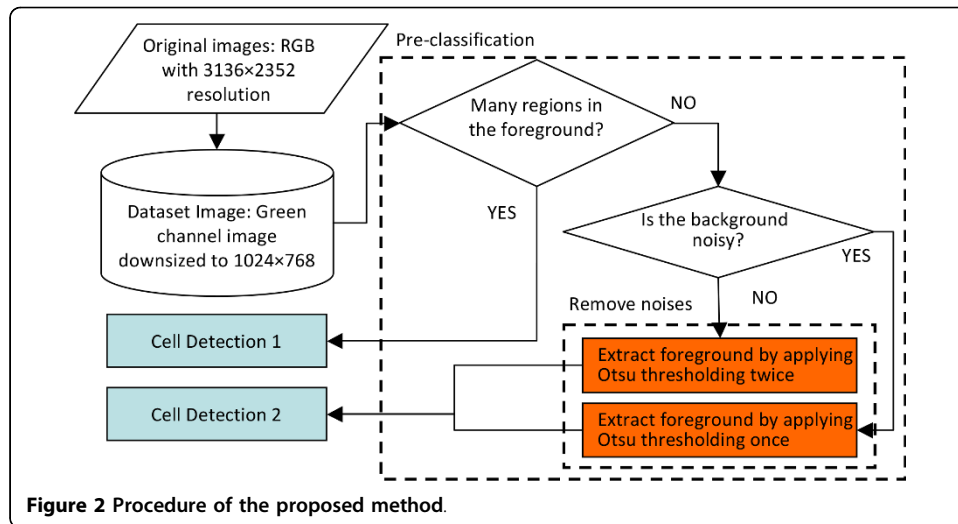 Original images: RGB
with 3136×2352
resolution
Pre-classification
Many regions in
the foreground?
NO
YES
Dataset Image: Green
channel image
downsized to 1024×768
Is the background
noisy?
YES
NO
Remove noises
Cell Detection 1
Extract foreground by applying
Otsu thresholding twice
Cell Detection 2
Extract foreground by applying
Otsu thresholding once
Figure 2 Procedure of the proposed method.